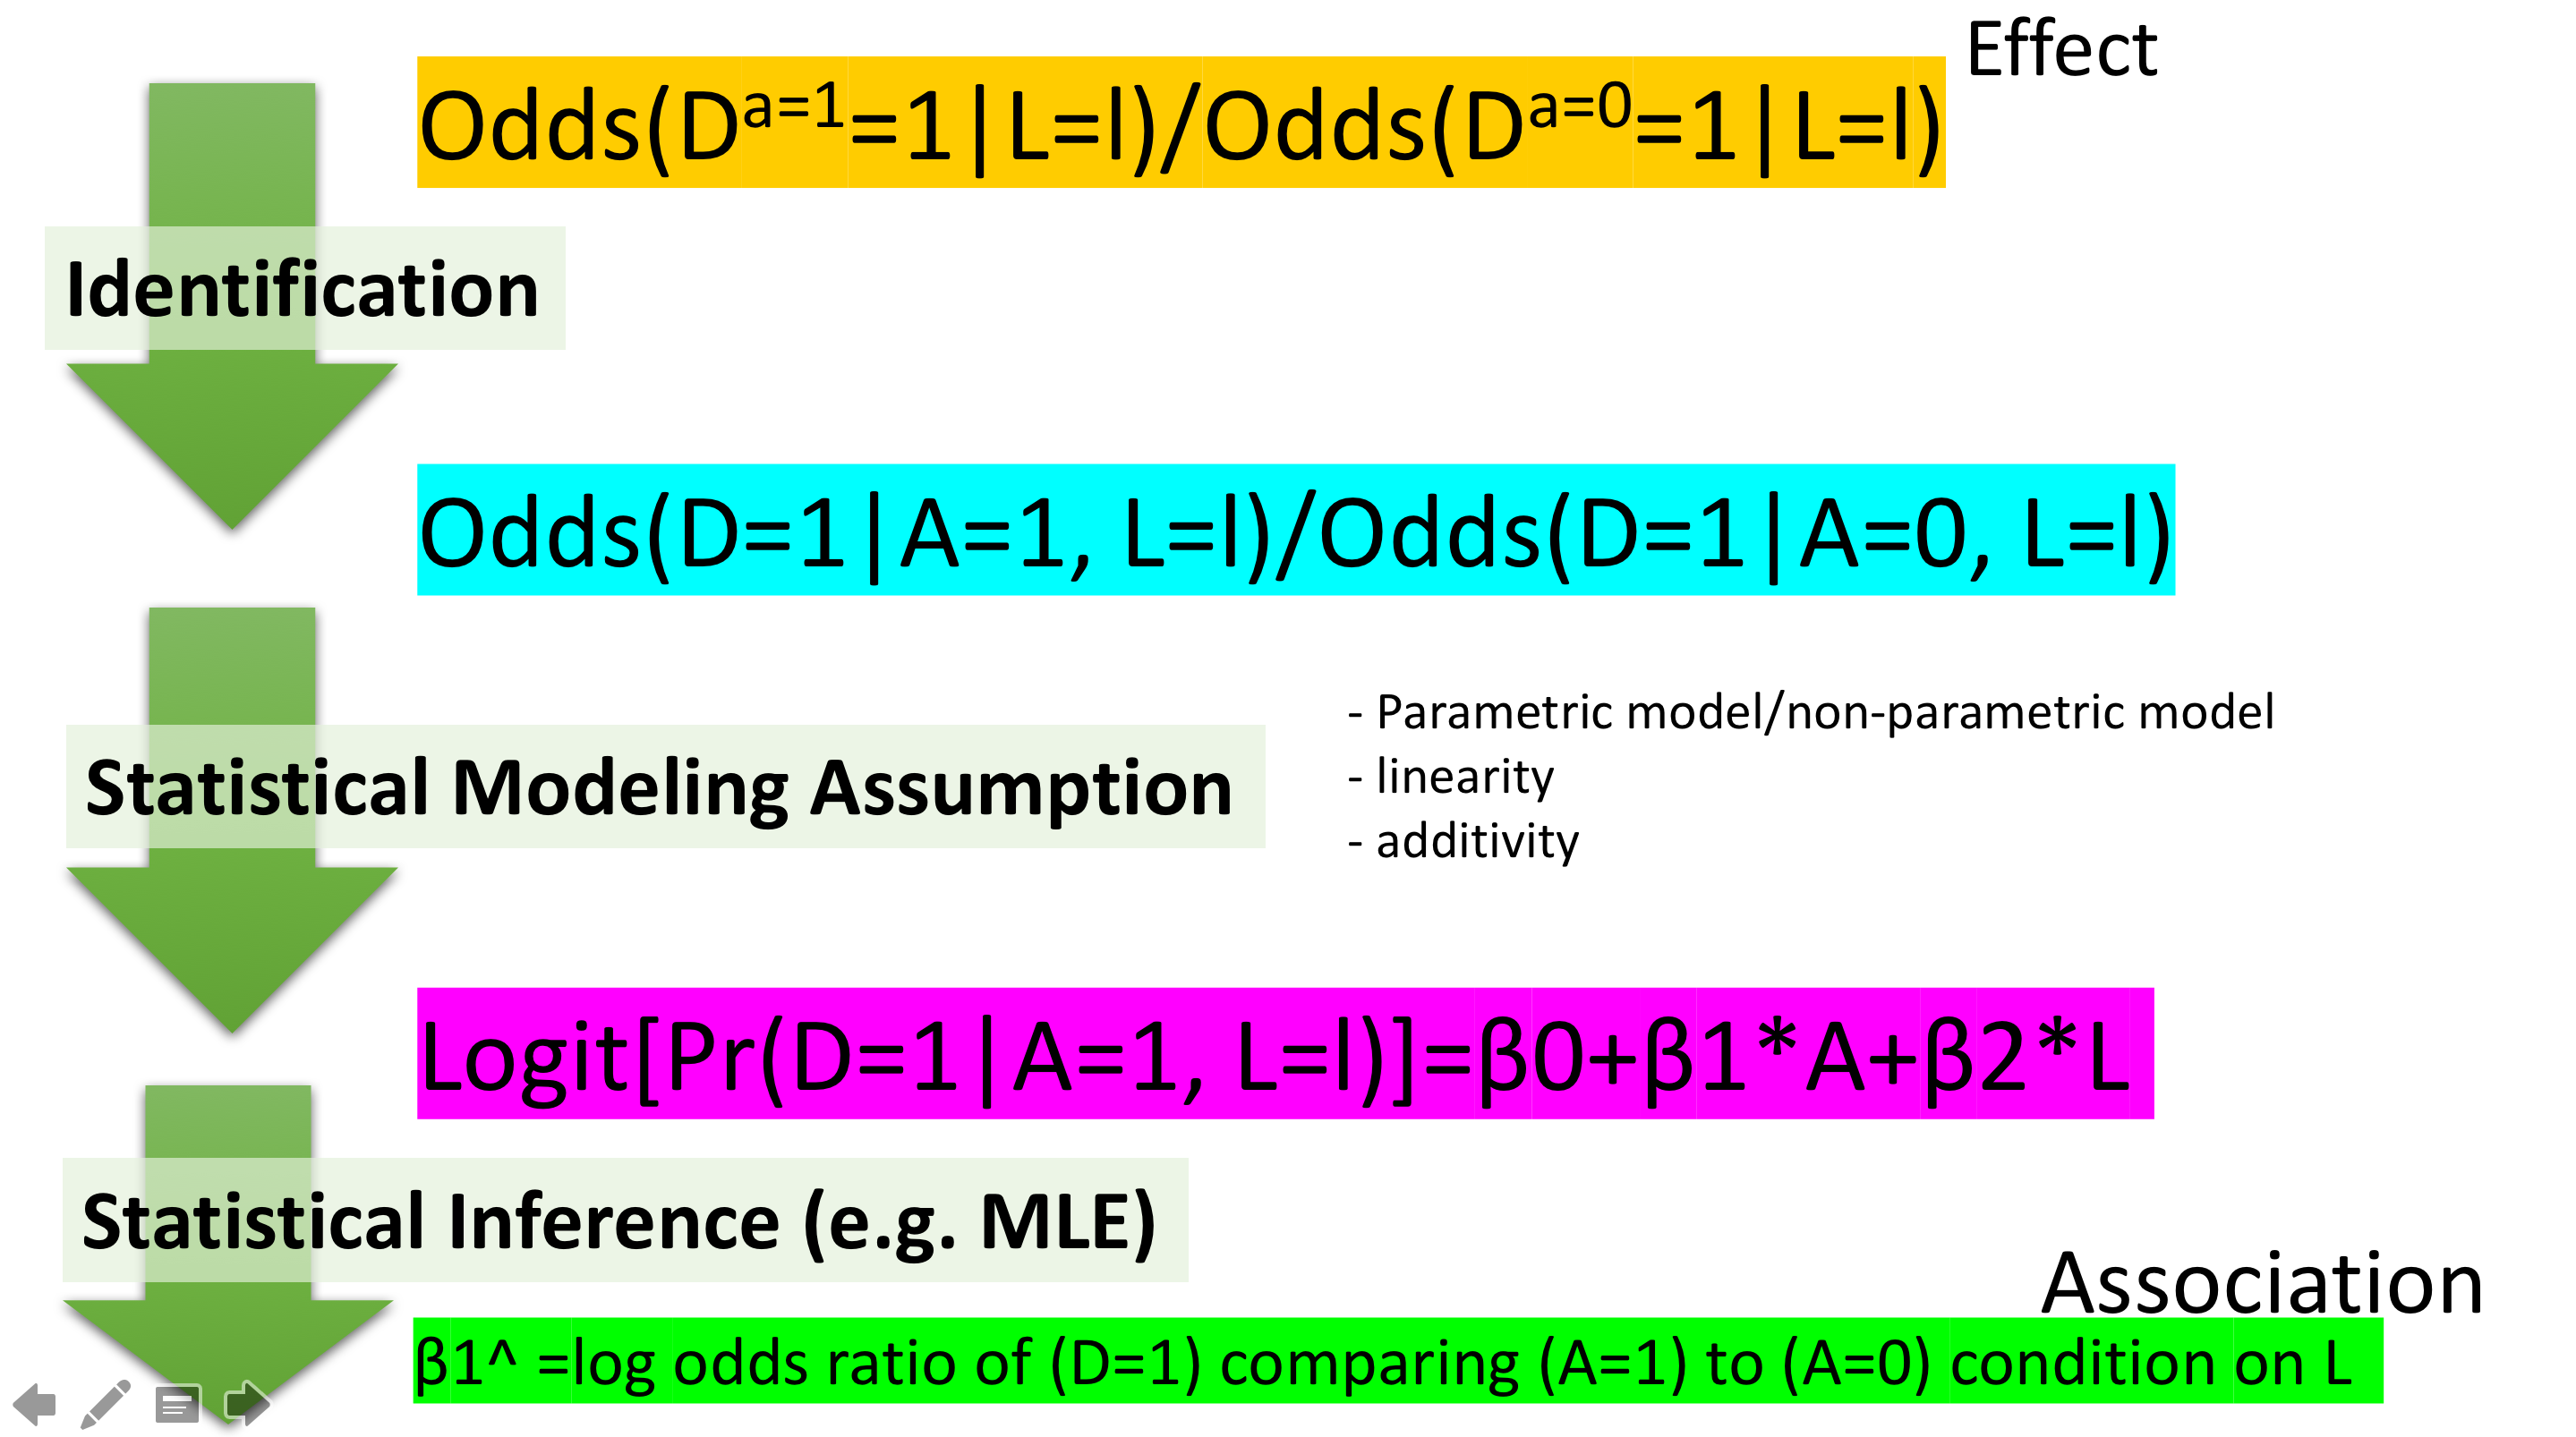 Effect
Odds(Dᵃ⁼¹=1|L=l)/Odds(Dᵃ⁼⁰=1|L=l)
Identification
Odds(D=1|A=1, L=l)/Odds(D=1|A=0, L=l)
- Parametric model/non-parametric model
- linearity
- additivity
Statistical Modeling Assumption
Logit[Pr(D=1|A=1, L=l)]=β0+β1*A+β2*L
Statistical Inference (e.g. MLE)
Association
β1^ =log odds ratio of (D=1) comparing (A=1) to (A=0) condition on L